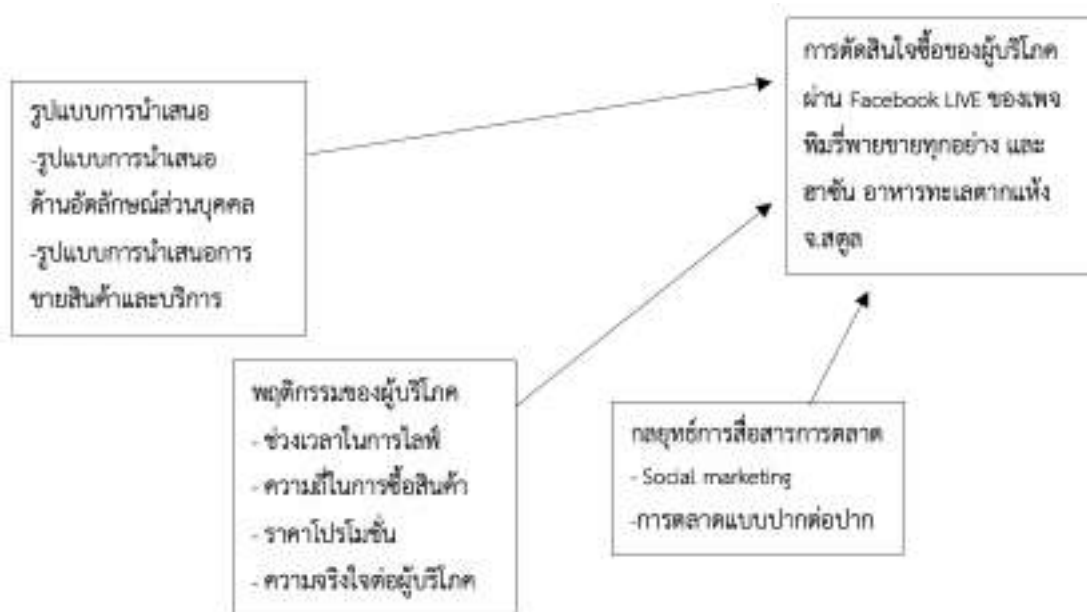 รูปแบบการนำเสนอ
-รูปแบบการนำเสนอ
ด้านอัตลักษณ์ส่วนบุคคล
-รูปแบบการนำเสนอการ
ขายสินค้าและบริการ
การตัดสินใจซื้อของผู้บริโภค
ผ่าน Facebook LIVE ของเพจ
พิมรี่พายขายทุกอย่าง และ
ฮาซัน อาหารทะเลตากแห้ง
จ.สตูล
พฤติกรรมของผู้บริโภค
- ช่วงเวลาในการไลฟ์
- ความถี่ในการซื้อสินค้า
- ราคาโปรโมชั่น
- ความจริงใจต่อผู้บริโภค
กลยุทธ์การสื่อสารการตลาด
- Social marketing
-การตลาดแบบปากต่อปาก